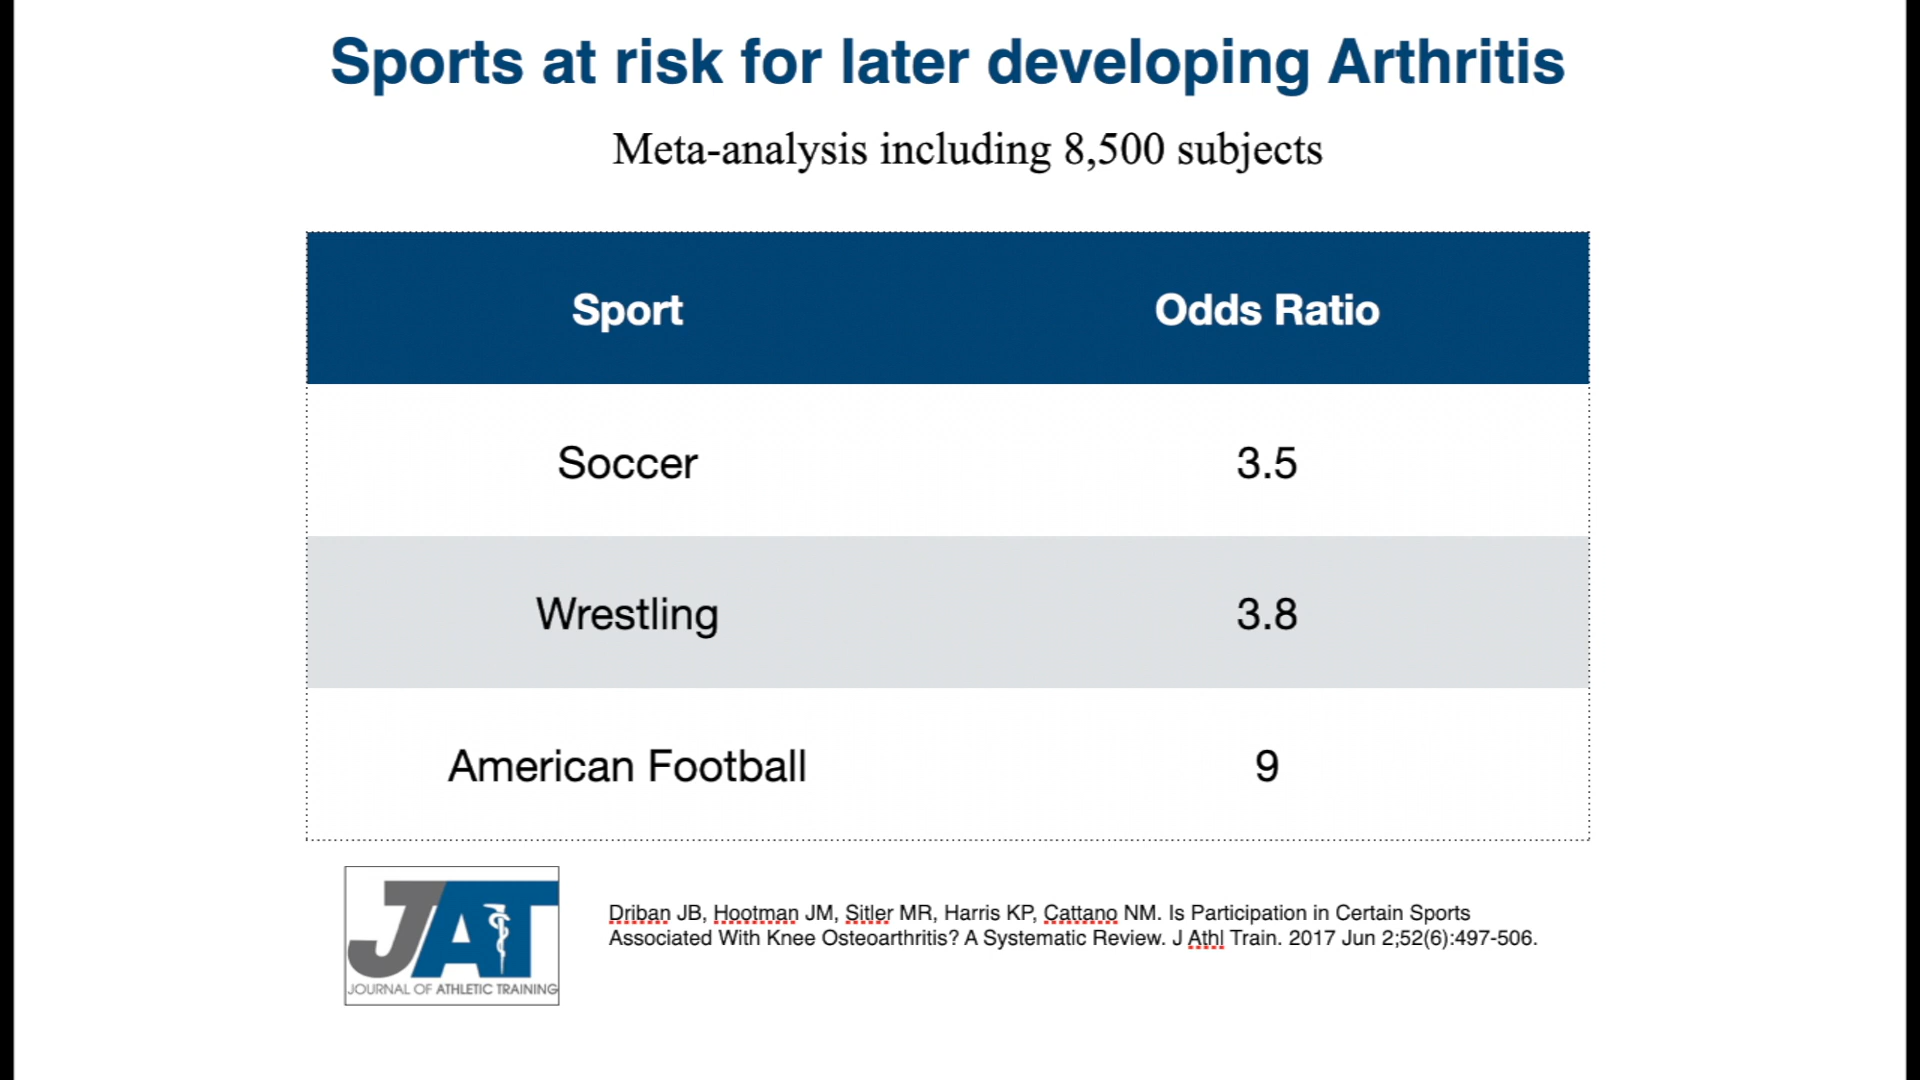 Sports at risk for later developing Arthritis
Meta-analysis including 8,500 subjects
Sport Odds Ratio
Soccer 3.5
Wrestling 3.8
American Football 9
JAT
JOURNAL OF ATHLETIC TRAINING
Driban JB, Hootman JM, Sitler MR, Harris KP, Cattano NM. Is Participation in Certain Sports
Associated With Knee Osteoarthritis? A Systematic Review. J Athl Train. 2017 Jun 2;52(6):497-506.